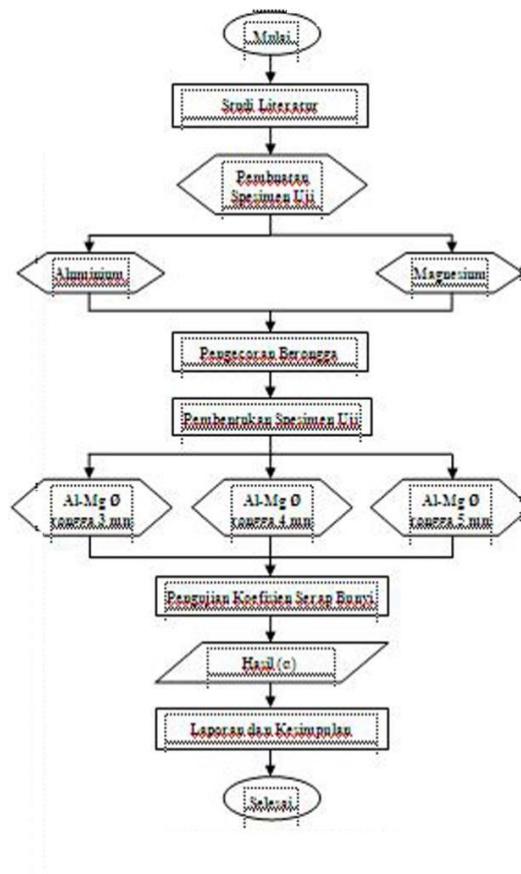 Mulai
Studi Literatur
Pembuatan
Spesimen Uji
Aluminium
Magnesium
Pengecoran Berongga
Pembentukan Spesimen Uji
Al-Mg Ø
rongga 3 mm
Al-Mg Ø
rongga 4 mm
Al-Mg Ø
rongga 5 mm
Pengujian Koefisien Serap Bunyi
Hasil (α)
Laporan dan Kesimpulan
Selesai